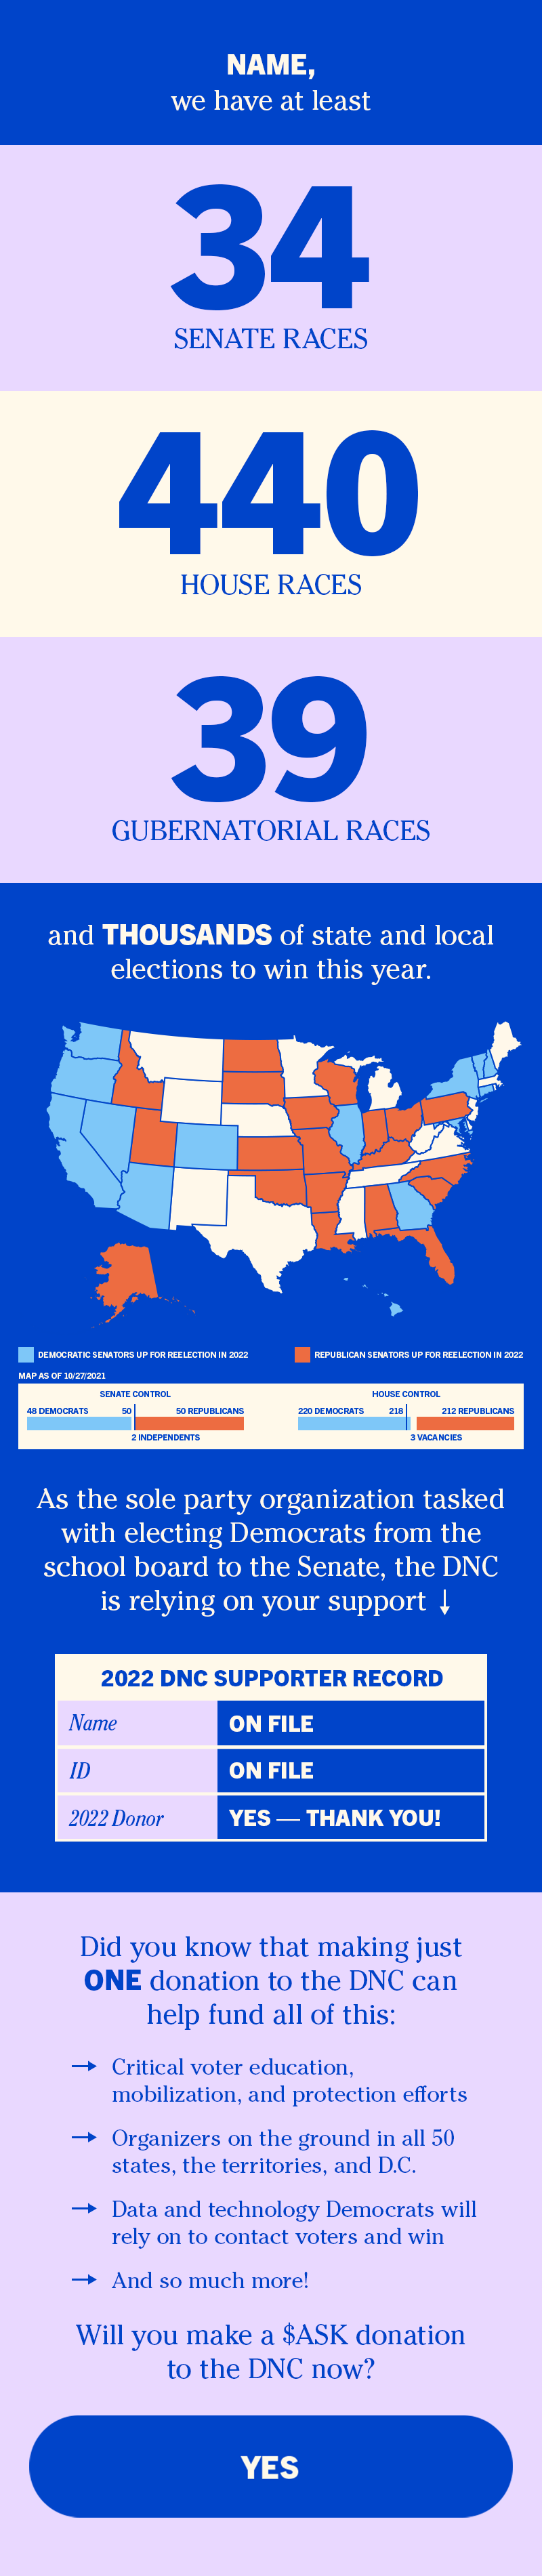 NAME,
we have at least
34
SENATE RACES
440
HOUSE RACES
39
GUBERNATORIAL RACES
and THOUSANDS of state and local
elections to win this year.
DEMOCRATIC SENATORS UP FOR REELECTION IN 2022
REPUBLICAN SENATORS UP FOR REELECTION IN 2022
MAP AS OF 10/27/2021
SENATE CONTROL
48 DEMOCRATS 50 50 REPUBLICANS
2 INDEPENDENTS
HOUSE CONTROL
220 DEMOCRATS 218 212 REPUBLICANS
3 VACANCIES
As the sole party organization tasked
with electing Democrats from the
school board to the Senate, the DNC
is relying on your support ↓
2022 DNC SUPPORTER RECORD
Name ON FILE
ID ON FILE
2022 Donor YES — THANK YOU!
Did you know that making just
ONE donation to the DNC can
help fund all of this:
→ Critical voter education,
mobilization, and protection efforts
→ Organizers on the ground in all 50
states, the territories, and D.C.
→ Data and technology Democrats will
rely on to contact voters and win
→ And so much more!
Will you make a $ASK donation
to the DNC now?
YES